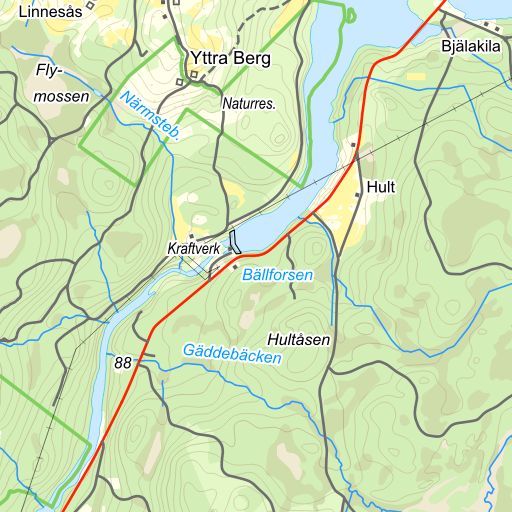 Linnesås
Bjälakila
Yttra Berg
Fly-
mossen
Närmsteb.
Naturres.
Hult
Kraftverk
Bällforsen
Hultåsen
Gäddebäcken
88